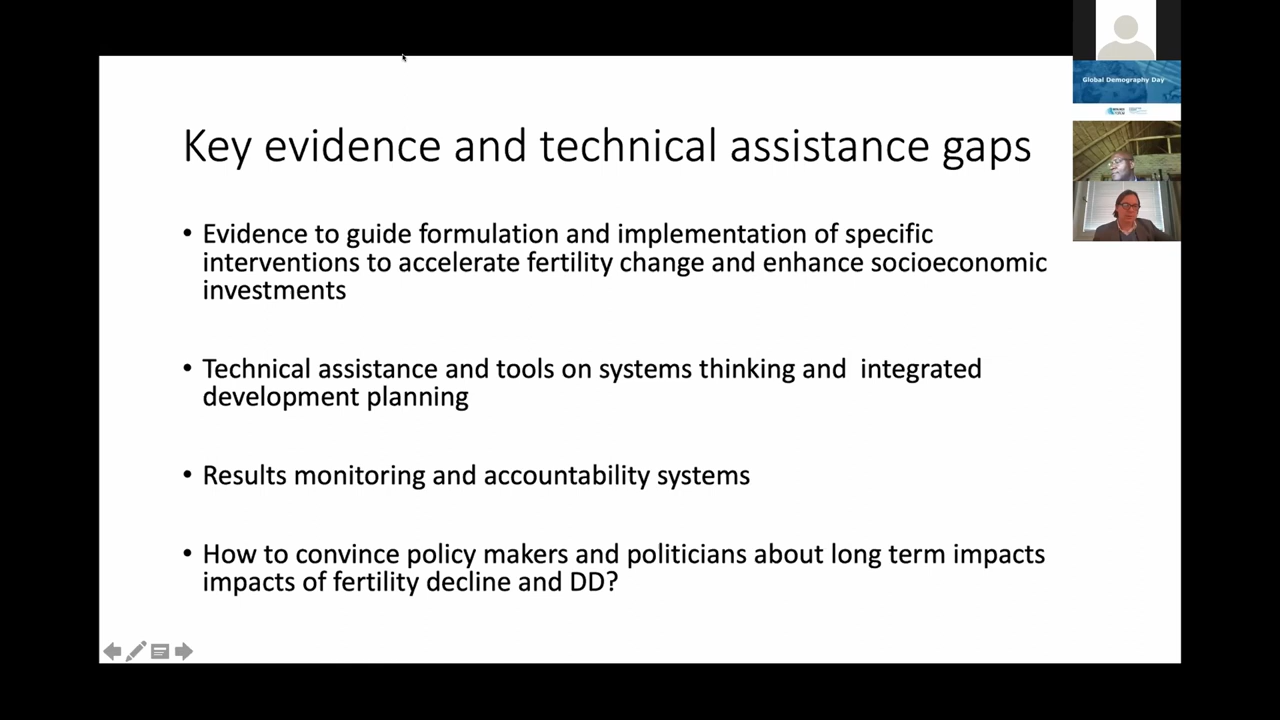 Key evidence and technical assistance gaps
• Evidence to guide formulation and implementation of specific
interventions to accelerate fertility change and enhance socioeconomic
investments
• Technical assistance and tools on systems thinking and  integrated
development planning
• Results monitoring and accountability systems
• How to convince policy makers and politicians about long term impacts
impacts of fertility decline and DD?
Global Demography Day